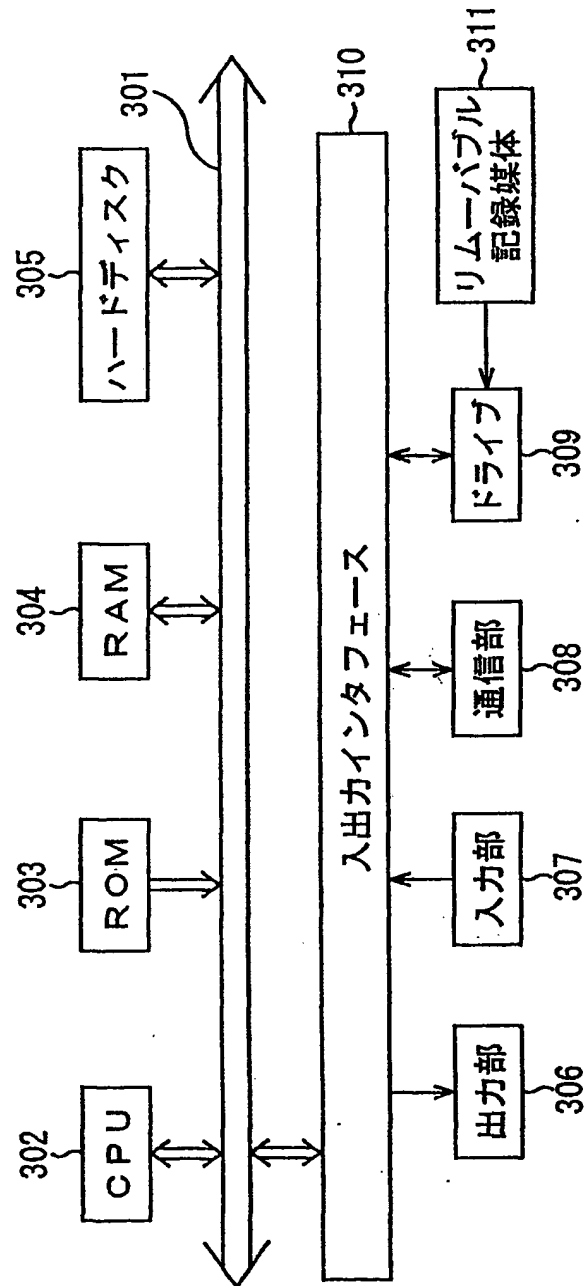 302
303
304
305
CPU
ROM
RAM
ハードディスク
301
310
入出力インタフェース
出力部
入力部
通信部
ドライブ
リムーバブル
記録媒体
306
307
308
309
311